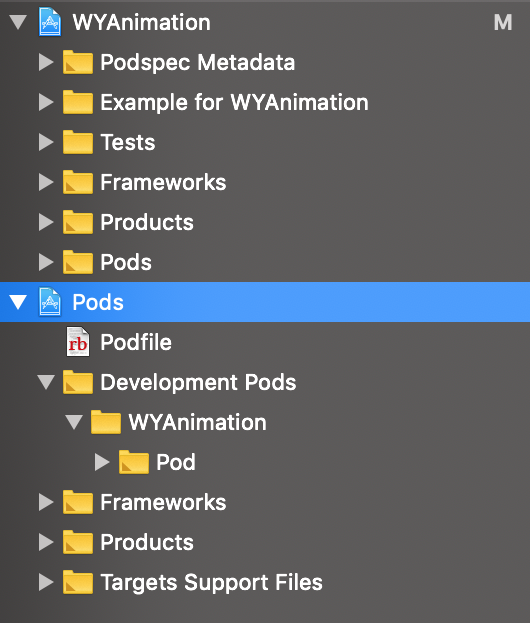 WYAnimation M
Podspec Metadata
Example for WYAnimation
Tests
Frameworks
Products
Pods
Pods
rb Podfile
Development Pods
WYAnimation
Pod
Frameworks
Products
Targets Support Files